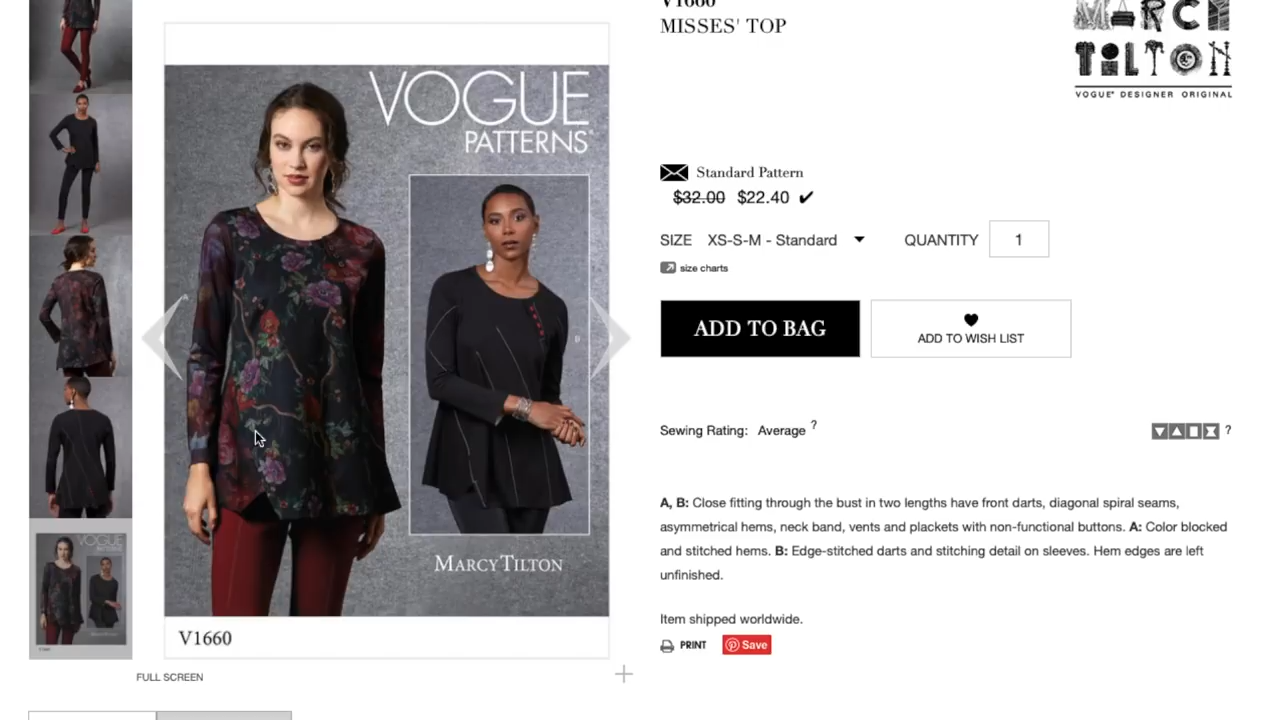 V1660
MISSES' TOP
MARCY
TILTON
VOGUE® DESIGNER ORIGINAL
VOGUE
PATTERNS®
Standard Pattern
$32.00 $22.40 ✔
SIZE XS-S-M - Standard QUANTITY 1
size charts
ADD TO BAG
ADD TO WISH LIST
A
B
MARCYTILTON
Sewing Rating: Average ?
?
A, B: Close fitting through the bust in two lengths have front darts, diagonal spiral seams,
asymmetrical hems, neck band, vents and plackets with non-functional buttons. A: Color blocked
and stitched hems. B: Edge-stitched darts and stitching detail on sleeves. Hem edges are left
unfinished.
Item shipped worldwide.
PRINT Save
V1660
FULL SCREEN
VOGUE